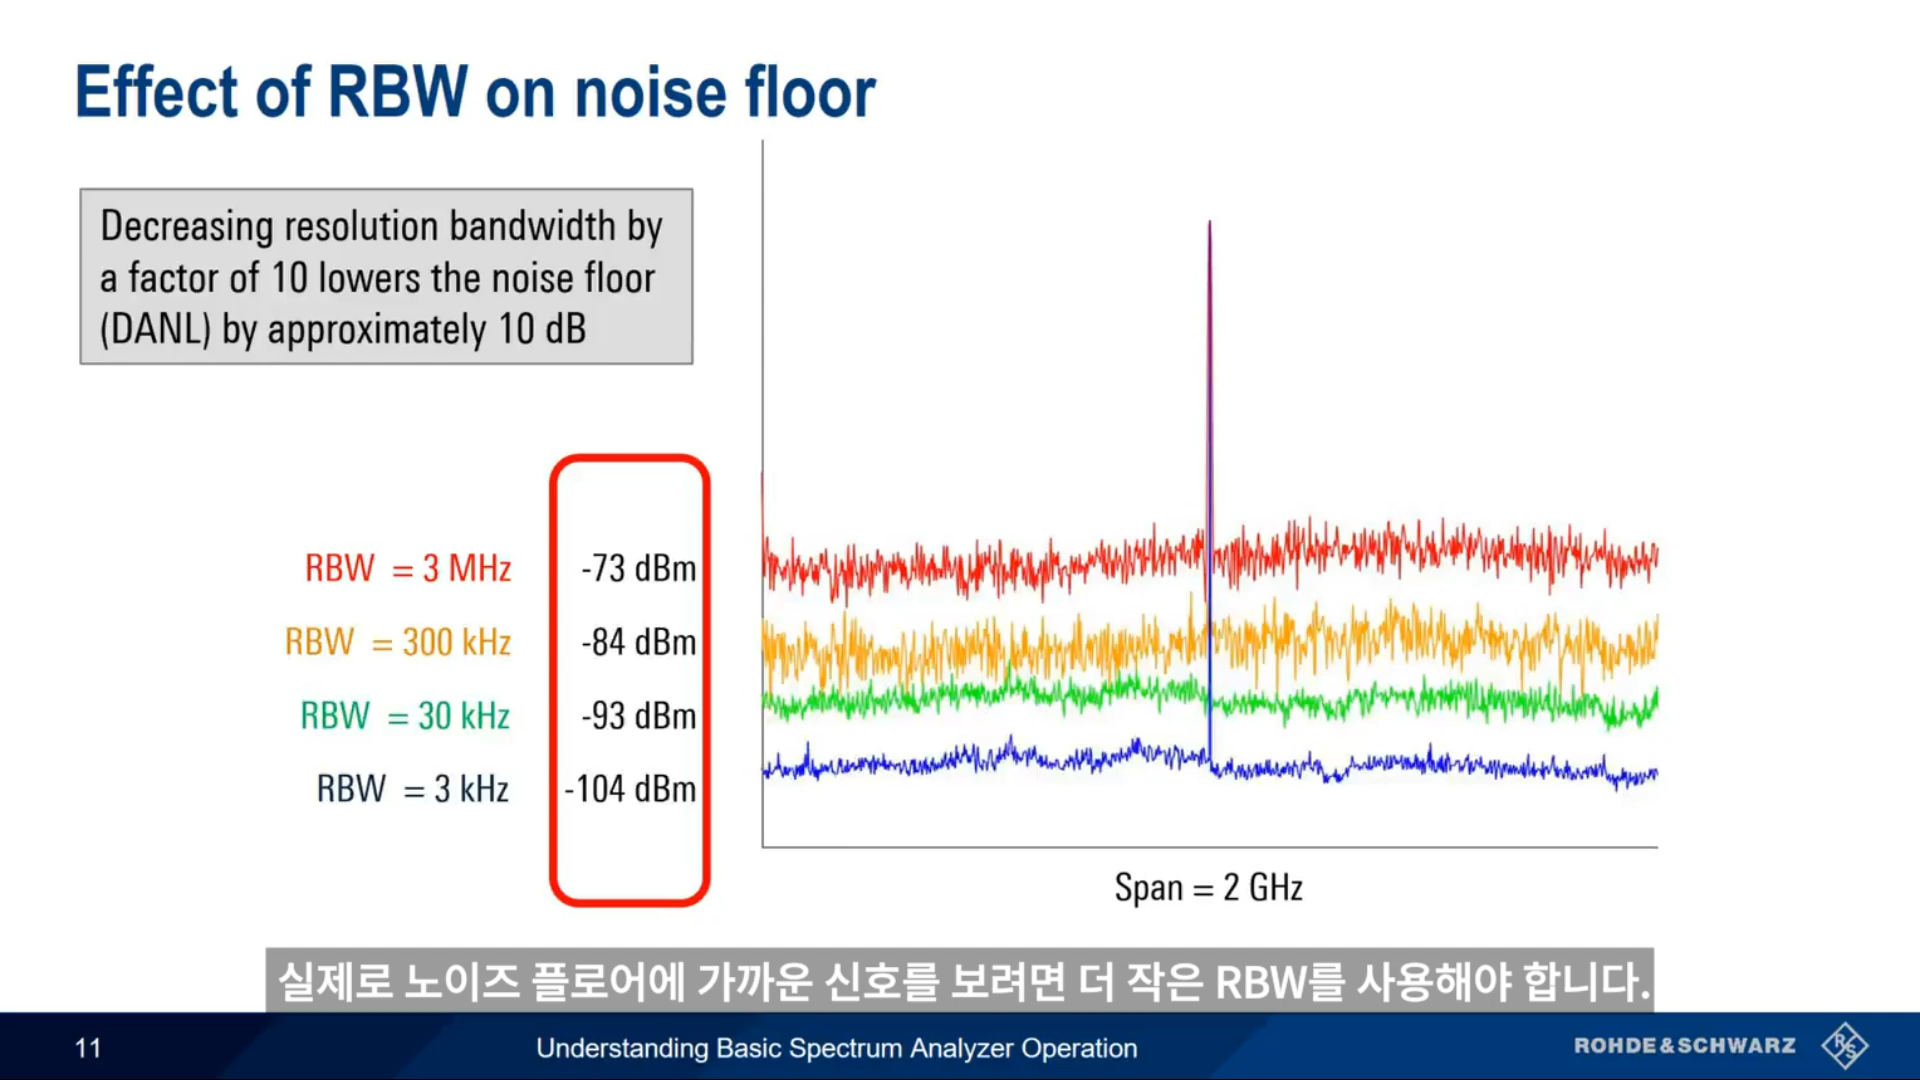 Effect of RBW on noise floor
Decreasing resolution bandwidth by
a factor of 10 lowers the noise floor
(DANL) by approximately 10 dB
RBW = 3 MHz -73 dBm
RBW = 300 kHz -84 dBm
RBW = 30 kHz -93 dBm
RBW = 3 kHz -104 dBm
Span = 2 GHz
실제로 노이즈 플로어에 가까운 신호를 보려면 더 작은 RBW를 사용해야 합니다.
11 Understanding Basic Spectrum Analyzer Operation ROHDE&SCHWARZ R&S